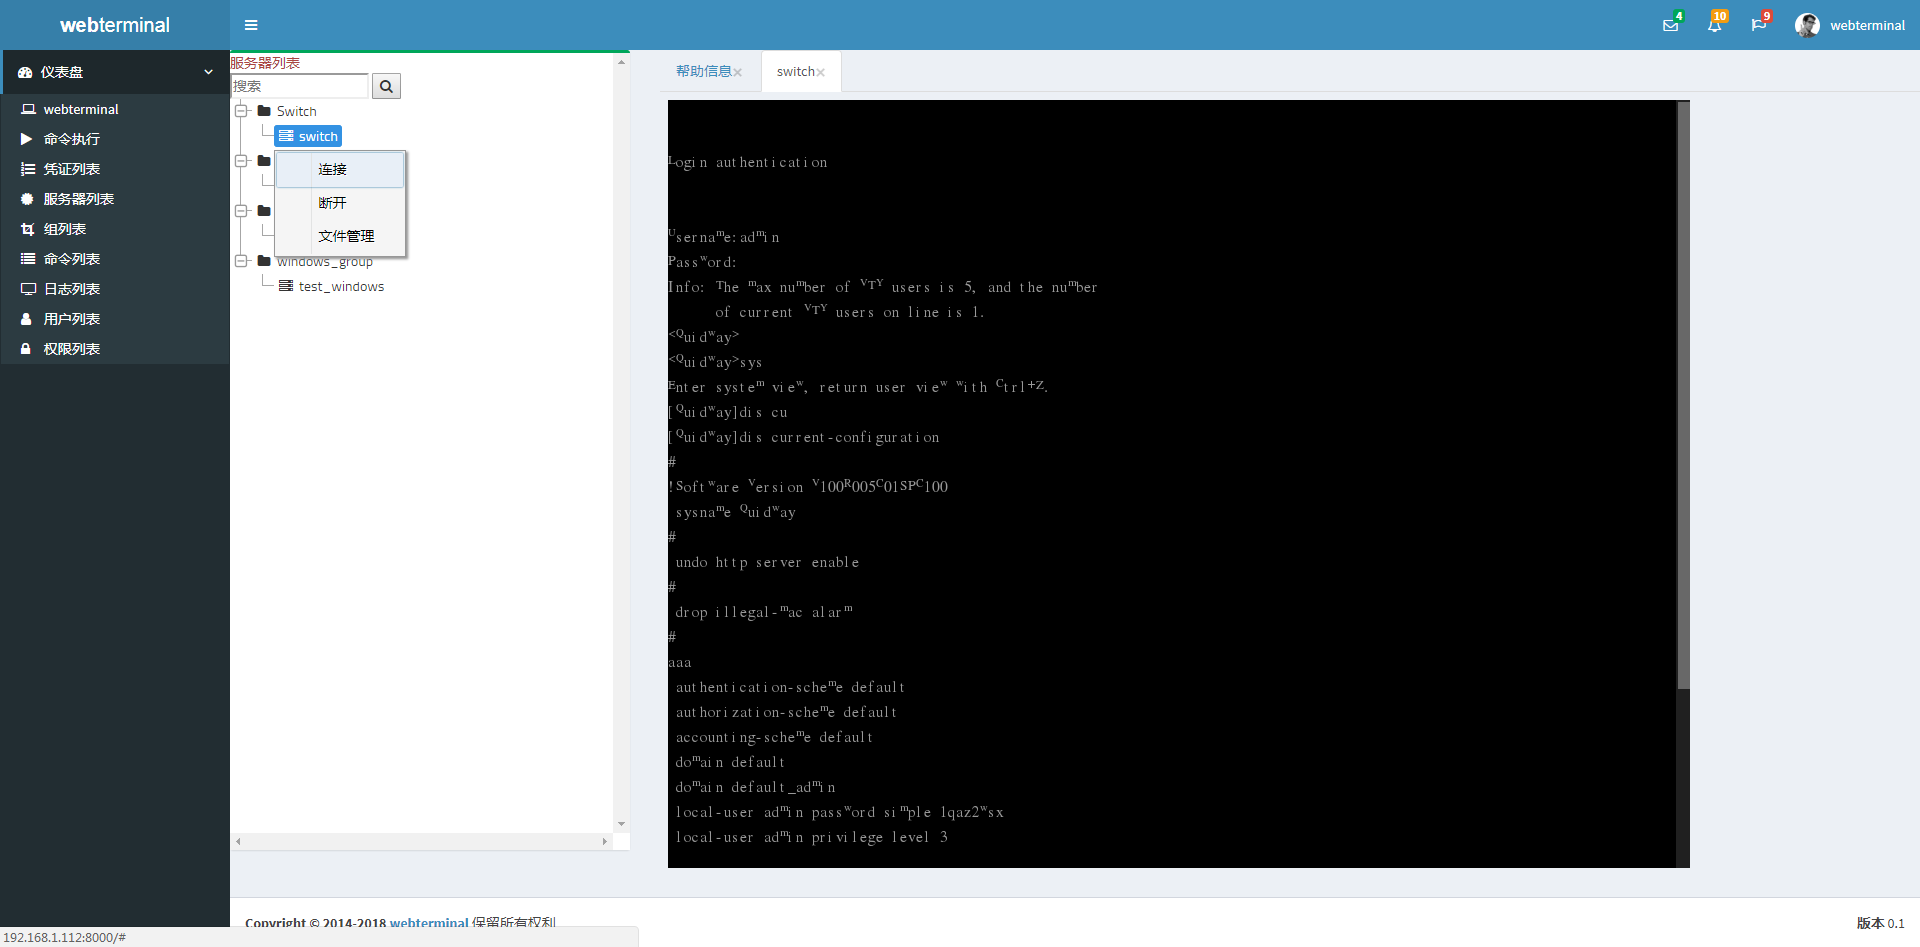 webterminal
4
10
9
webterminal
仪表盘
webterminal
命令执行
凭证列表
服务器列表
组列表
命令列表
日志列表
用户列表
权限列表
服务器列表
搜索
Switch
switch
连接
断开
文件管理
windows_group
test_windows
帮助信息×
switch×
Login authentication
Username:admin
Password:
Info: The max number of VTY users is 5, and the number
of current VTY users on line is 1.
<Quidway>
<Quidway>sys
Enter system view, return user view with Ctrl+Z.
[Quidway]dis cu
[Quidway]dis current-configuration
#
!Software Version V100R005C01SPC100
sysname Quidway
#
undo http server enable
#
drop illegal-mac alarm
#
aaa
authentication-scheme default
authorization-scheme default
accounting-scheme default
domain default
domain default_admin
local-user admin password simple 1qaz2wsx
local-user admin privilege level 3
Copyright © 2014-2018 webterminal 保留所有权利
版本 0.1
192.168.1.112:8000/#